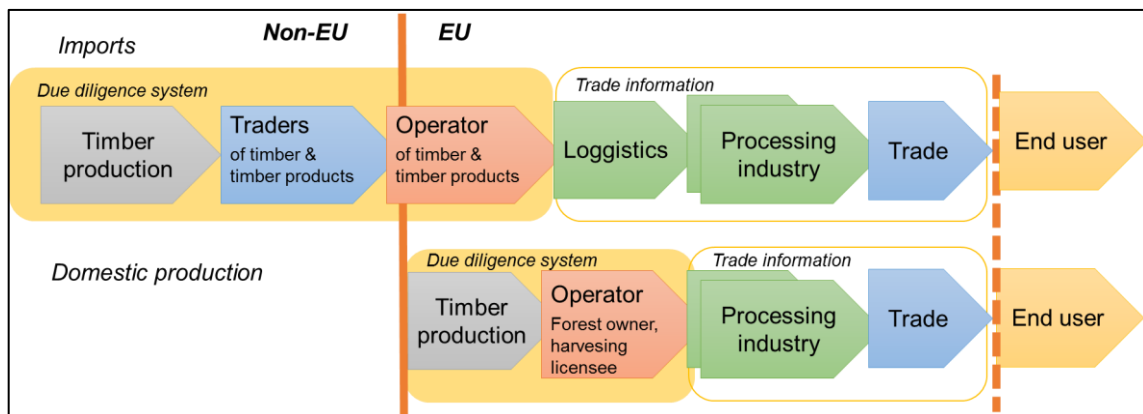 Non-EU
EU
Imports
Due diligence system
Trade information
Timber
production
Traders
of timber &
timber products
Operator
of timber &
timber products
Loggistics
Processing
industry
Trade
End user
Domestic production
Due diligence system
Trade information
Timber
production
Operator
Forest owner,
harvesing
licensee
Processing
industry
Trade
End user